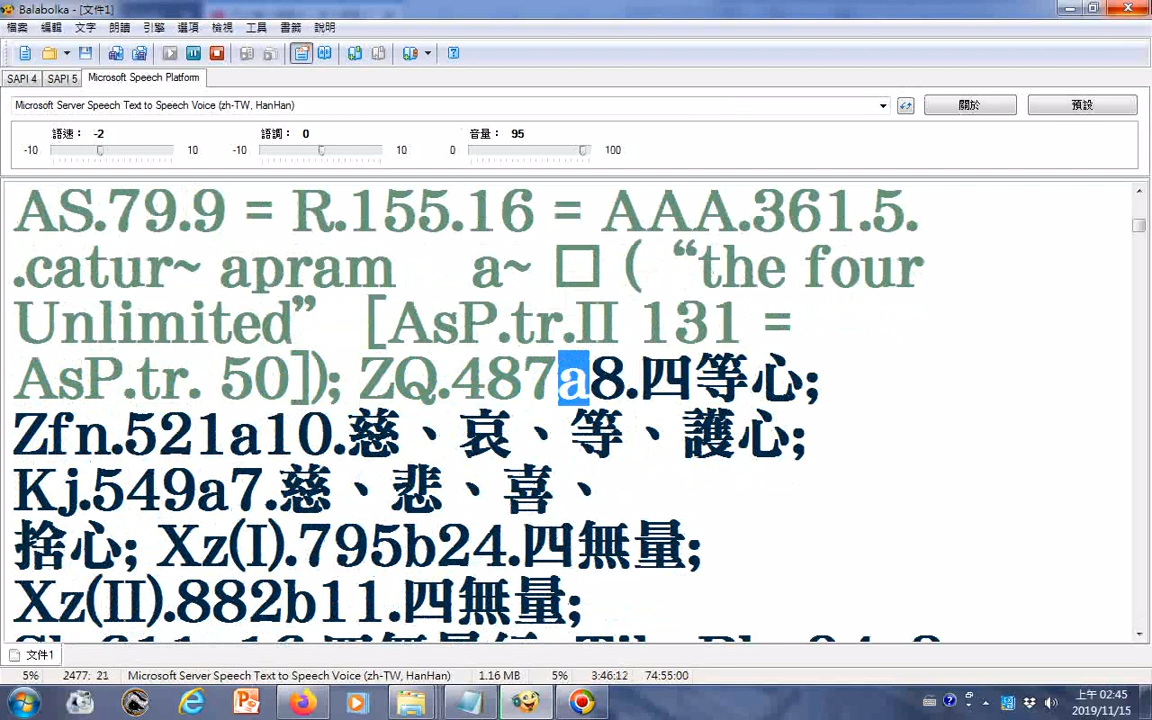 Balabolka - [文件1]
檔案 編輯 文字 朗讀 引擎 選項 檢視 工具 書籤 說明
SAPI 4 SAPI 5 Microsoft Speech Platform
Microsoft Server Speech Text to Speech Voice (zh-TW, HanHan) 關於 預設
語速： -2 語調： 0 音量： 95
-10 10 -10 10 0 100
AS.79.9 = R.155.16 = AAA.361.5.
.catur~ apram a~ □ ( “the four
Unlimited” [AsP.tr.II 131 =
AsP.tr. 50]); ZQ.487a8.四等心;
Zfn.521a10.慈、哀、等、護心;
Kj.549a7.慈、悲、喜、
捨心; Xz(I).795b24.四無量;
Xz(II).882b11.四無量;
文件1
5% 2477: 21 Microsoft Server Speech Text to Speech Voice (zh-TW, HanHan) 1.16 MB 5% 3:46:12 74:55:00
上午 02:45
2019/11/15